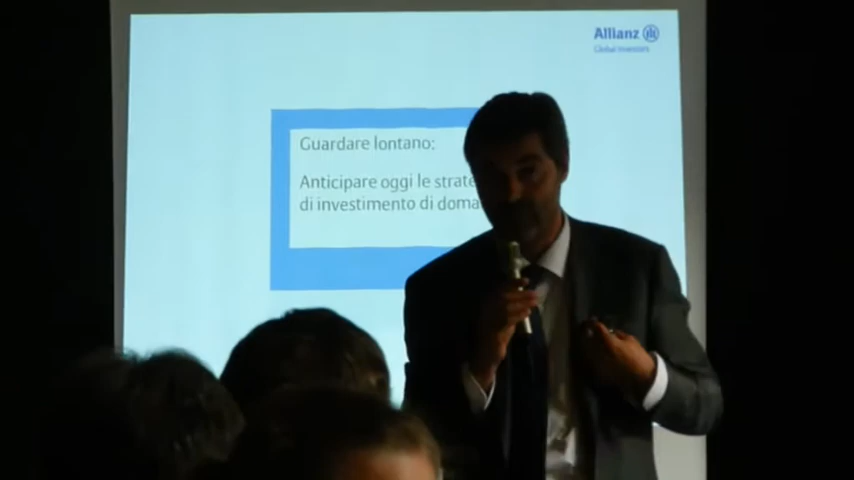 Allianz
Global Investors
Guardare lontano:
Anticipare oggi le strate
di investimento di doma